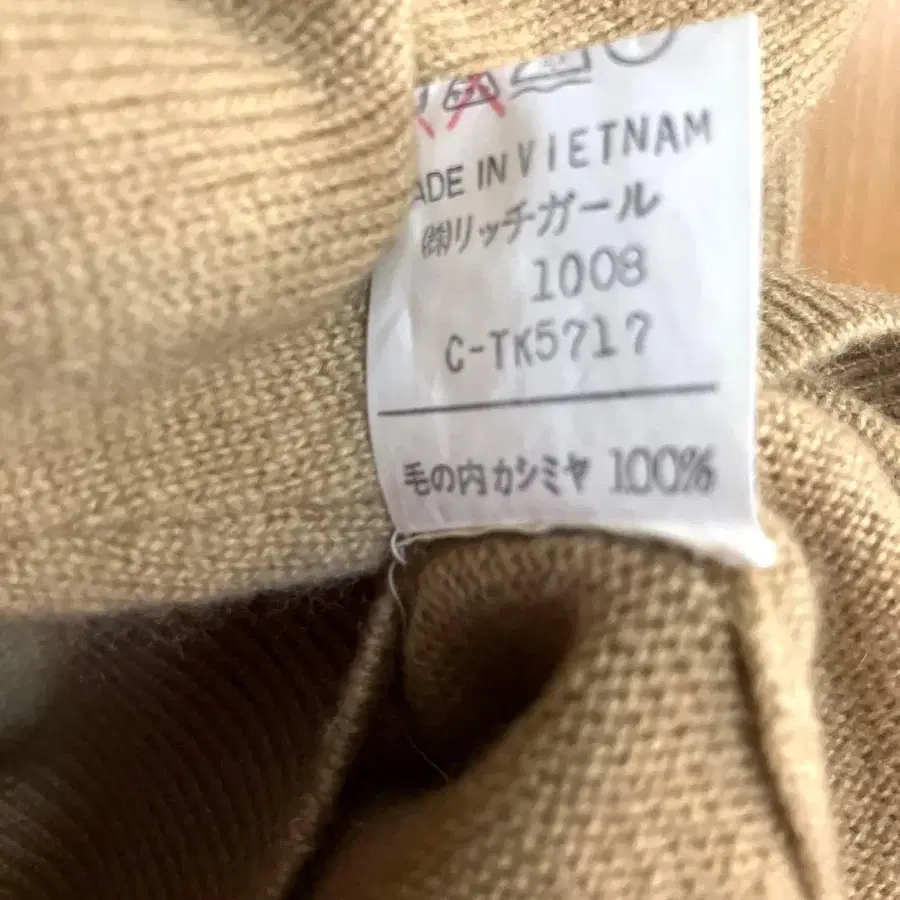 ADE IN VIETNAM
㈱リッチガール
1008
C-TK5717
毛の内カシミヤ 100%